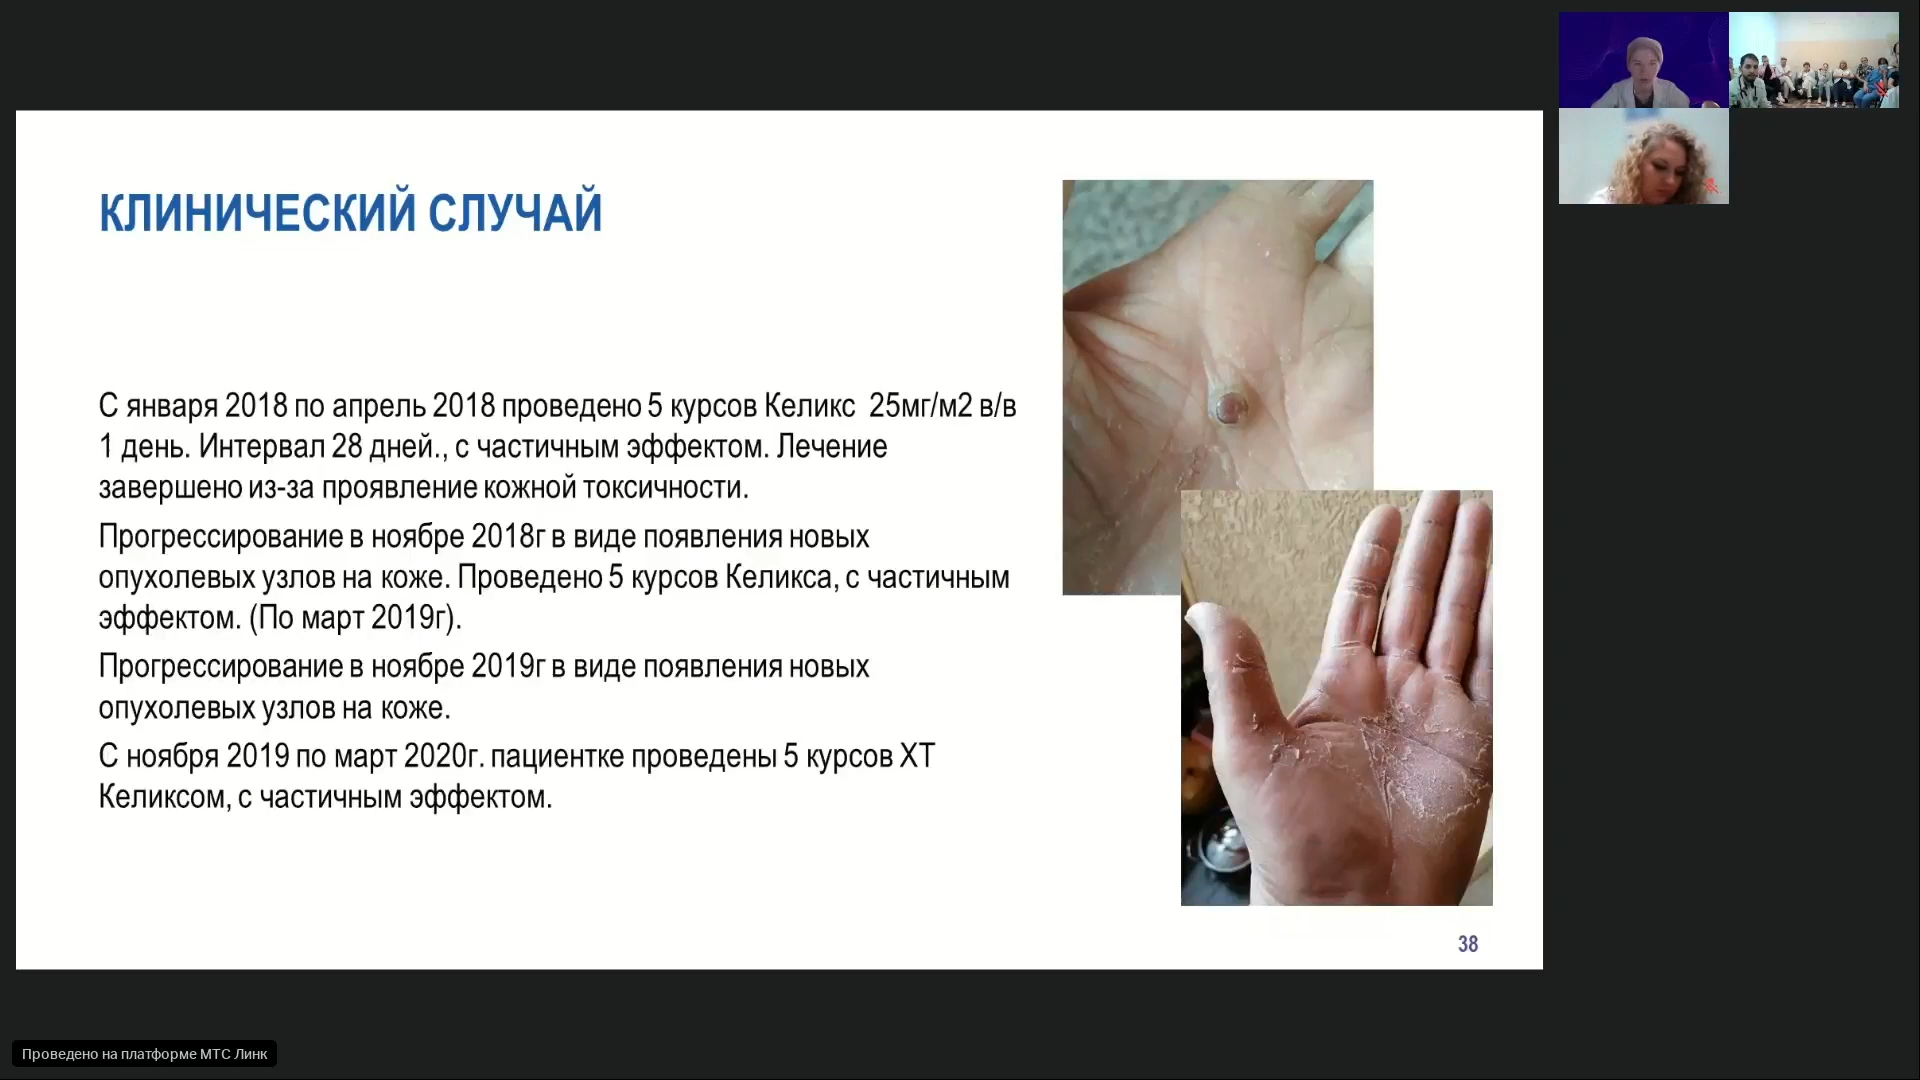 КЛИНИЧЕСКИЙ СЛУЧАЙ
С января 2018 по апрель 2018 проведено 5 курсов Келикс 25мг/м2 в/в
1 день. Интервал 28 дней., с частичным эффектом. Лечение
завершено из-за проявление кожной токсичности.
Прогрессирование в ноябре 2018г в виде появления новых
опухолевых узлов на коже. Проведено 5 курсов Келикса, с частичным
эффектом. (По март 2019г).
Прогрессирование в ноябре 2019г в виде появления новых
опухолевых узлов на коже.
С ноября 2019 по март 2020г. пациентке проведены 5 курсов ХТ
Келиксом, с частичным эффектом.
38
Проведено на платформе МТС Линк